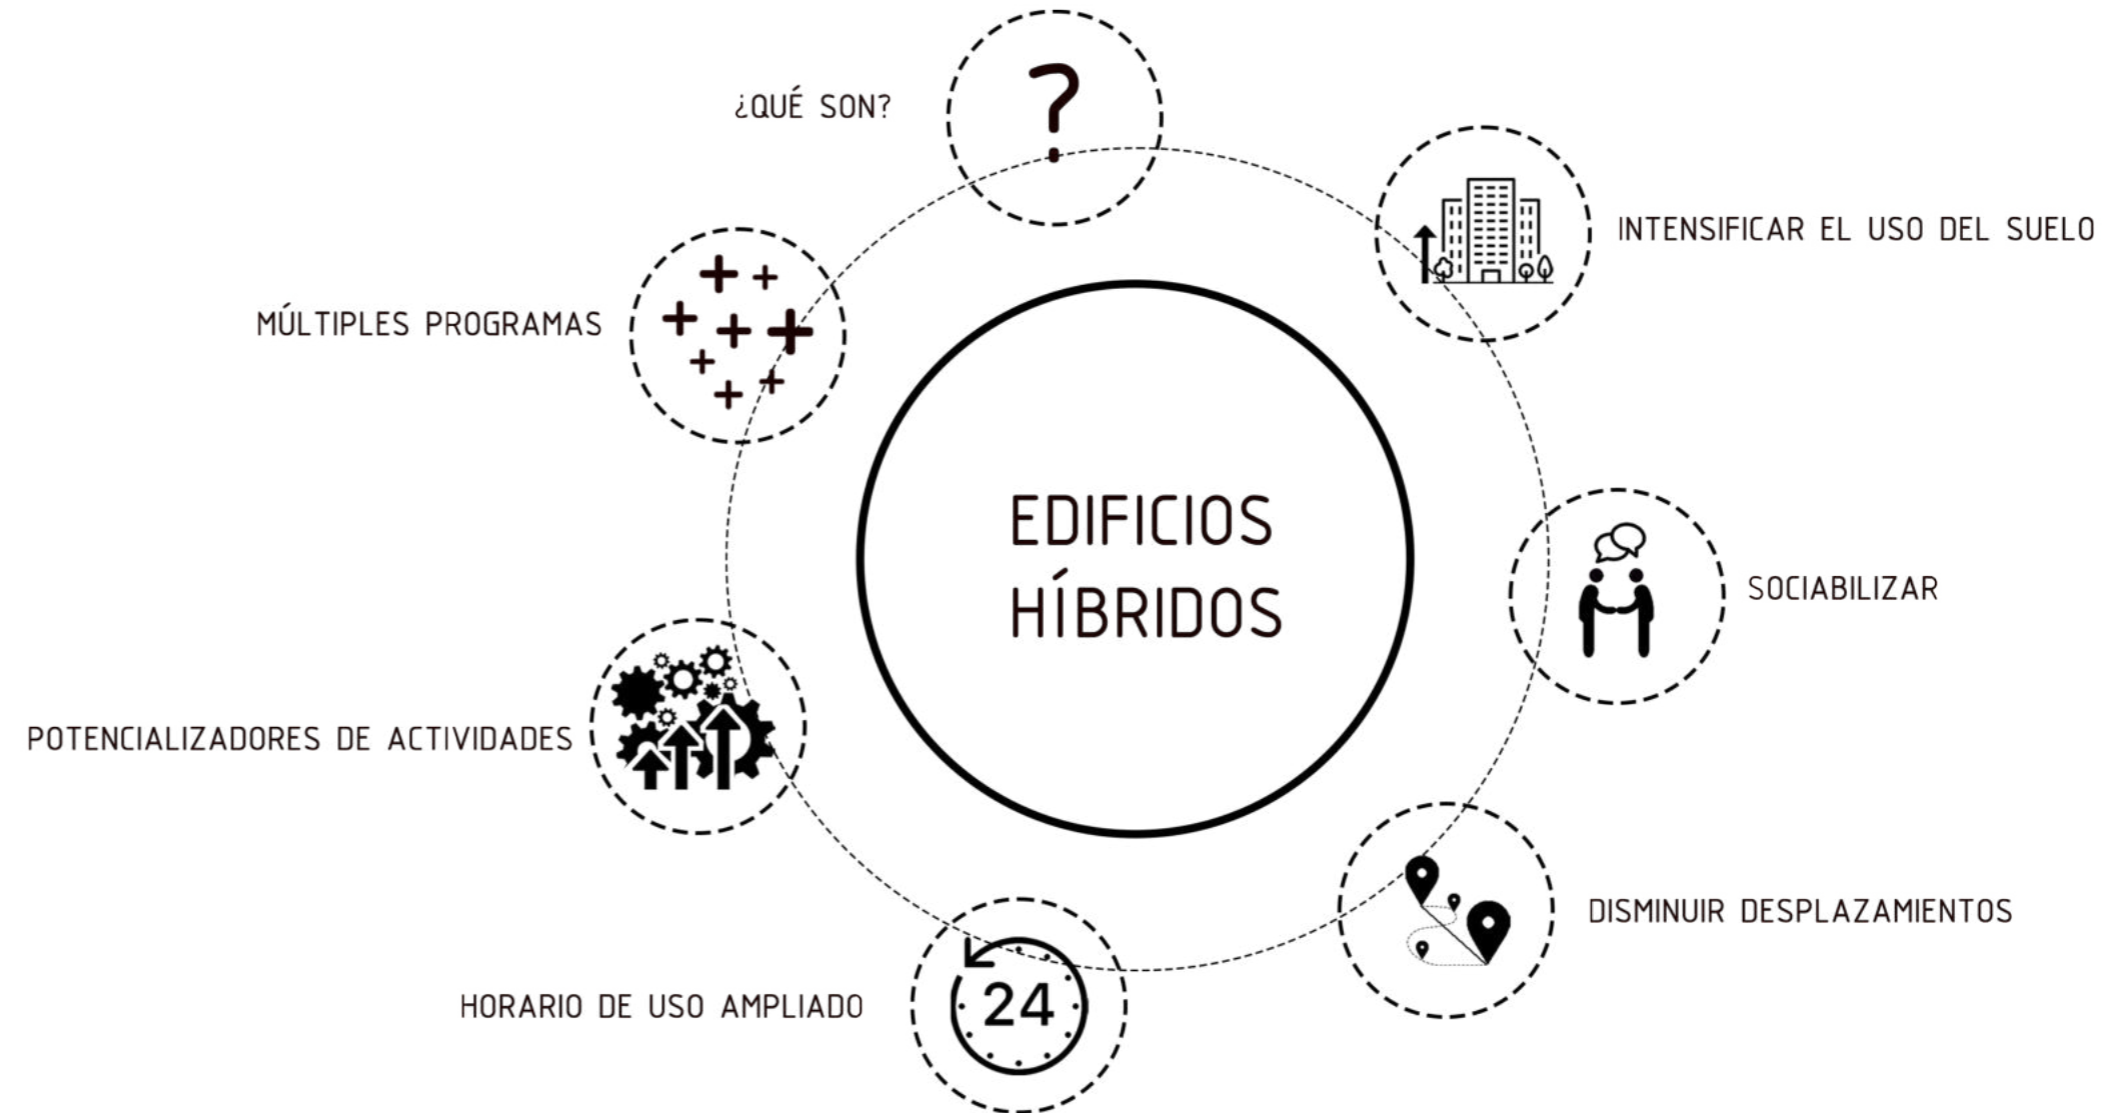 ¿QUÉ SON?
INTENSIFICAR EL USO DEL SUELO
MÚLTIPLES PROGRAMAS
EDIFICIOS
HÍBRIDOS
SOCIABILIZAR
POTENCIALIZADORES DE ACTIVIDADES
DISMINUIR DESPLAZAMIENTOS
HORARIO DE USO AMPLIADO
24